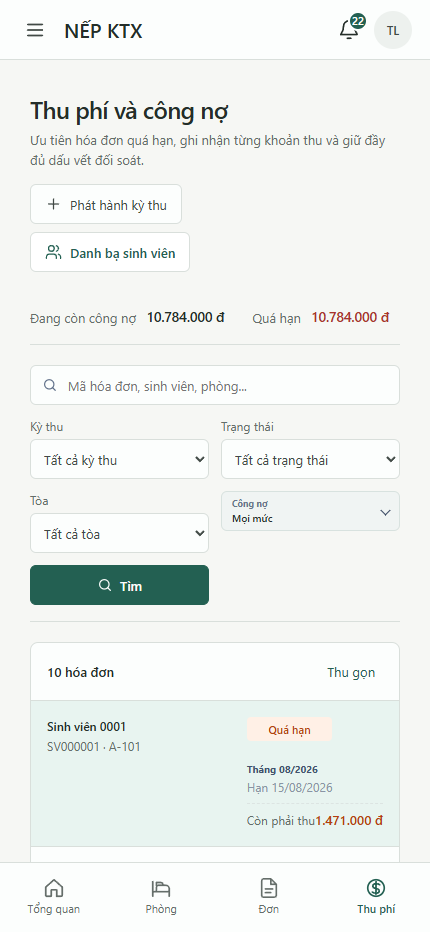 NẾP KTX
22
TL
Thu phí và công nợ
Ưu tiên hóa đơn quá hạn, ghi nhận từng khoản thu và giữ đầy
đủ dấu vết đối soát.
Phát hành kỳ thu
Danh bạ sinh viên
Đang còn công nợ 10.784.000 đ Quá hạn 10.784.000 đ
Mã hóa đơn, sinh viên, phòng...
Kỳ thu Trạng thái
Tất cả kỳ thu Tất cả trạng thái
Tòa
Công nợ
Mọi mức
Tất cả tòa
Tìm
10 hóa đơn Thu gọn
Sinh viên 0001 Quá hạn
SV000001 · A-101
Tháng 08/2026
Hạn 15/08/2026
Còn phải thu 1.471.000 đ
Tổng quan Phòng Đơn Thu phí